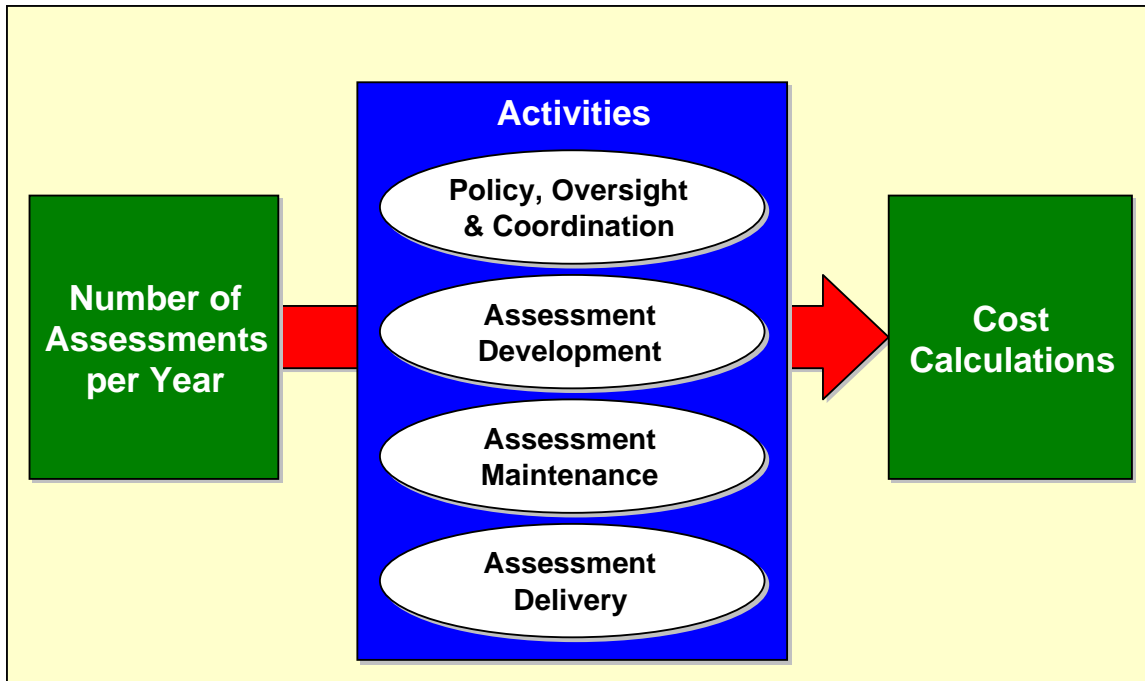 Number of
Assessments
per Year
Activities
Policy, Oversight
& Coordination
Assessment
Development
Assessment
Maintenance
Assessment
Delivery
Cost
Calculations